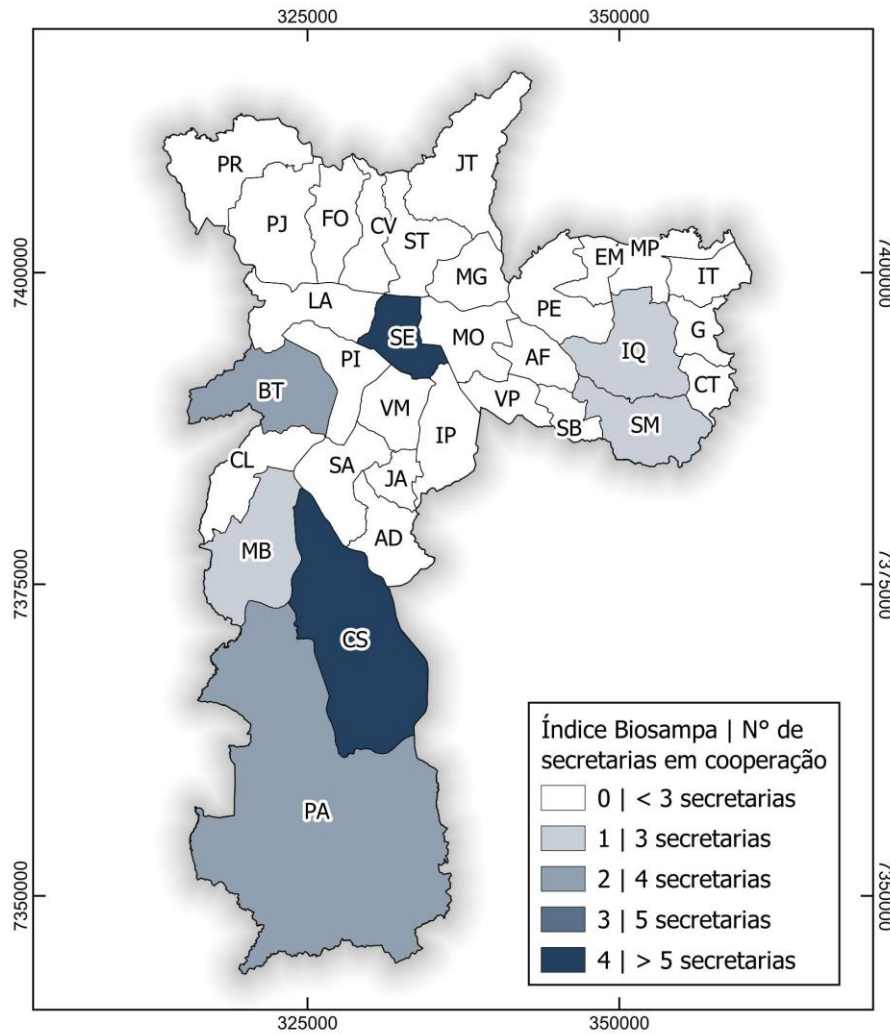 325000
350000
PR
JT
PJ
FO
CV
ST
EM
MP
7400000
7400000
MG
IT
LA
PE
SE
MO
G
PI
AF
IQ
BT
CT
VM
VP
SB
SM
IP
CL
SA
JA
AD
MB
7375000
7375000
CS
Índice Biosampa | N° de
secretarias em cooperação
0 | < 3 secretarias
PA
1 | 3 secretarias
2 | 4 secretarias
7350000
7350000
3 | 5 secretarias
4 | > 5 secretarias
325000
350000